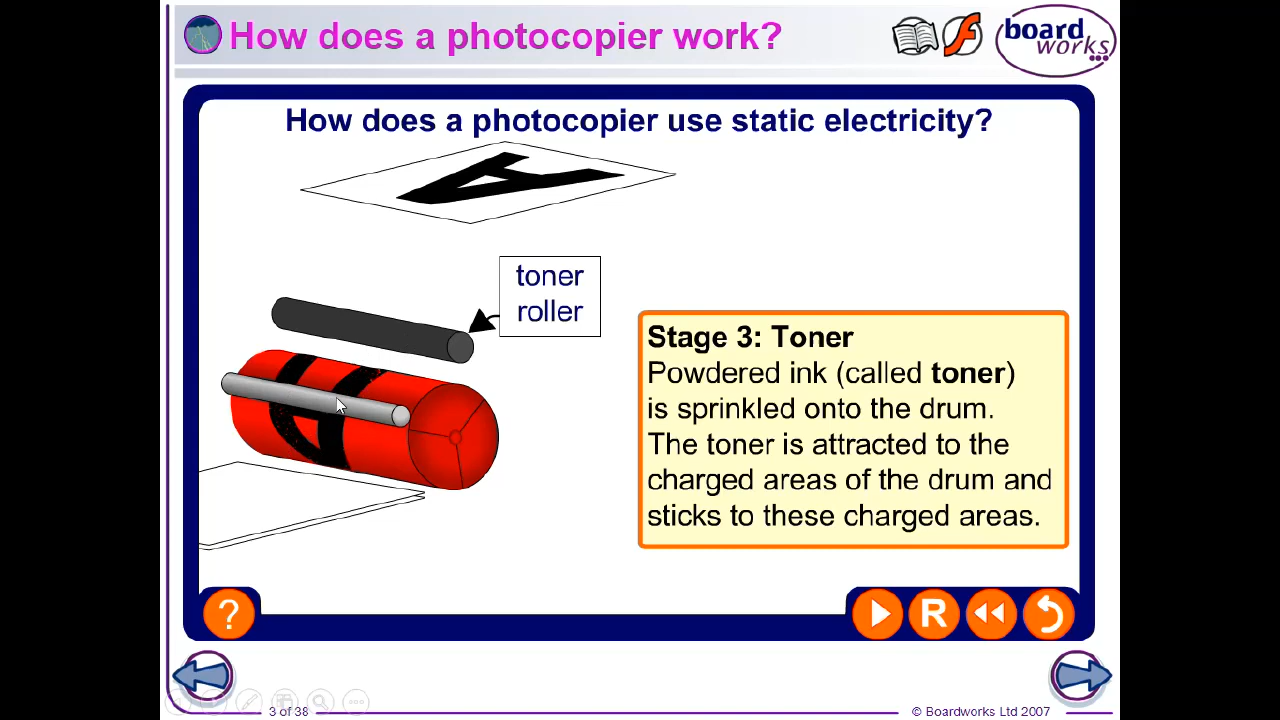 How does a photocopier work?
board
works
How does a photocopier use static electricity?
A
toner
roller
Stage 3: Toner
Powdered ink (called toner)
is sprinkled onto the drum.
The toner is attracted to the
charged areas of the drum and
sticks to these charged areas.
A
?
R
3 of 38
© Boardworks Ltd 2007